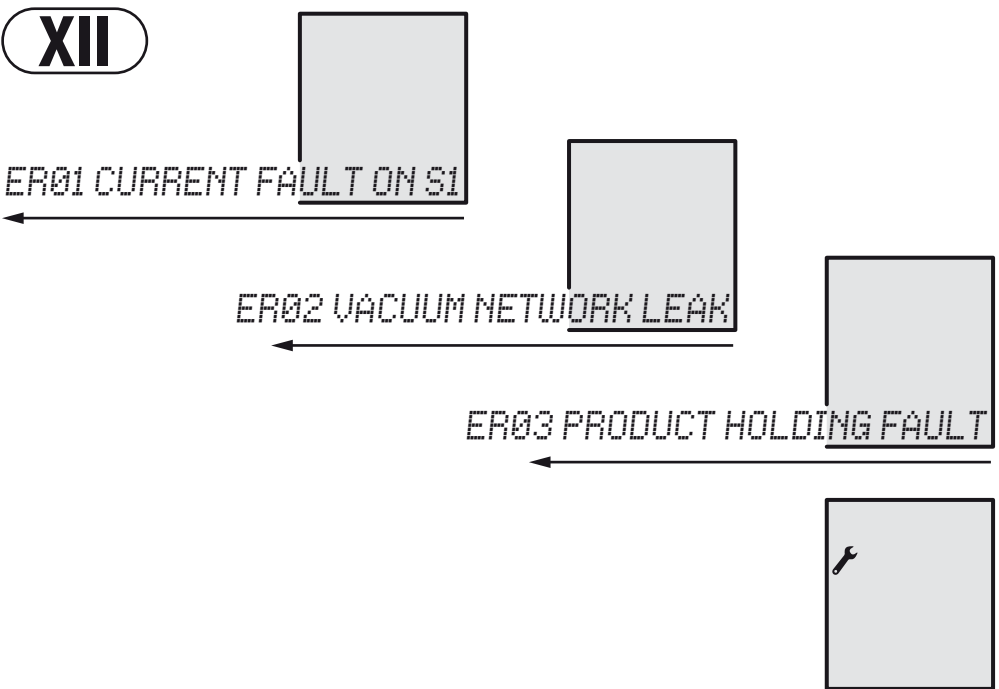 XII
ER01 CURRENT FAULT ON S1
ER02 VACUUM NETWORK LEAK
ER03 PRODUCT HOLDING FAULT